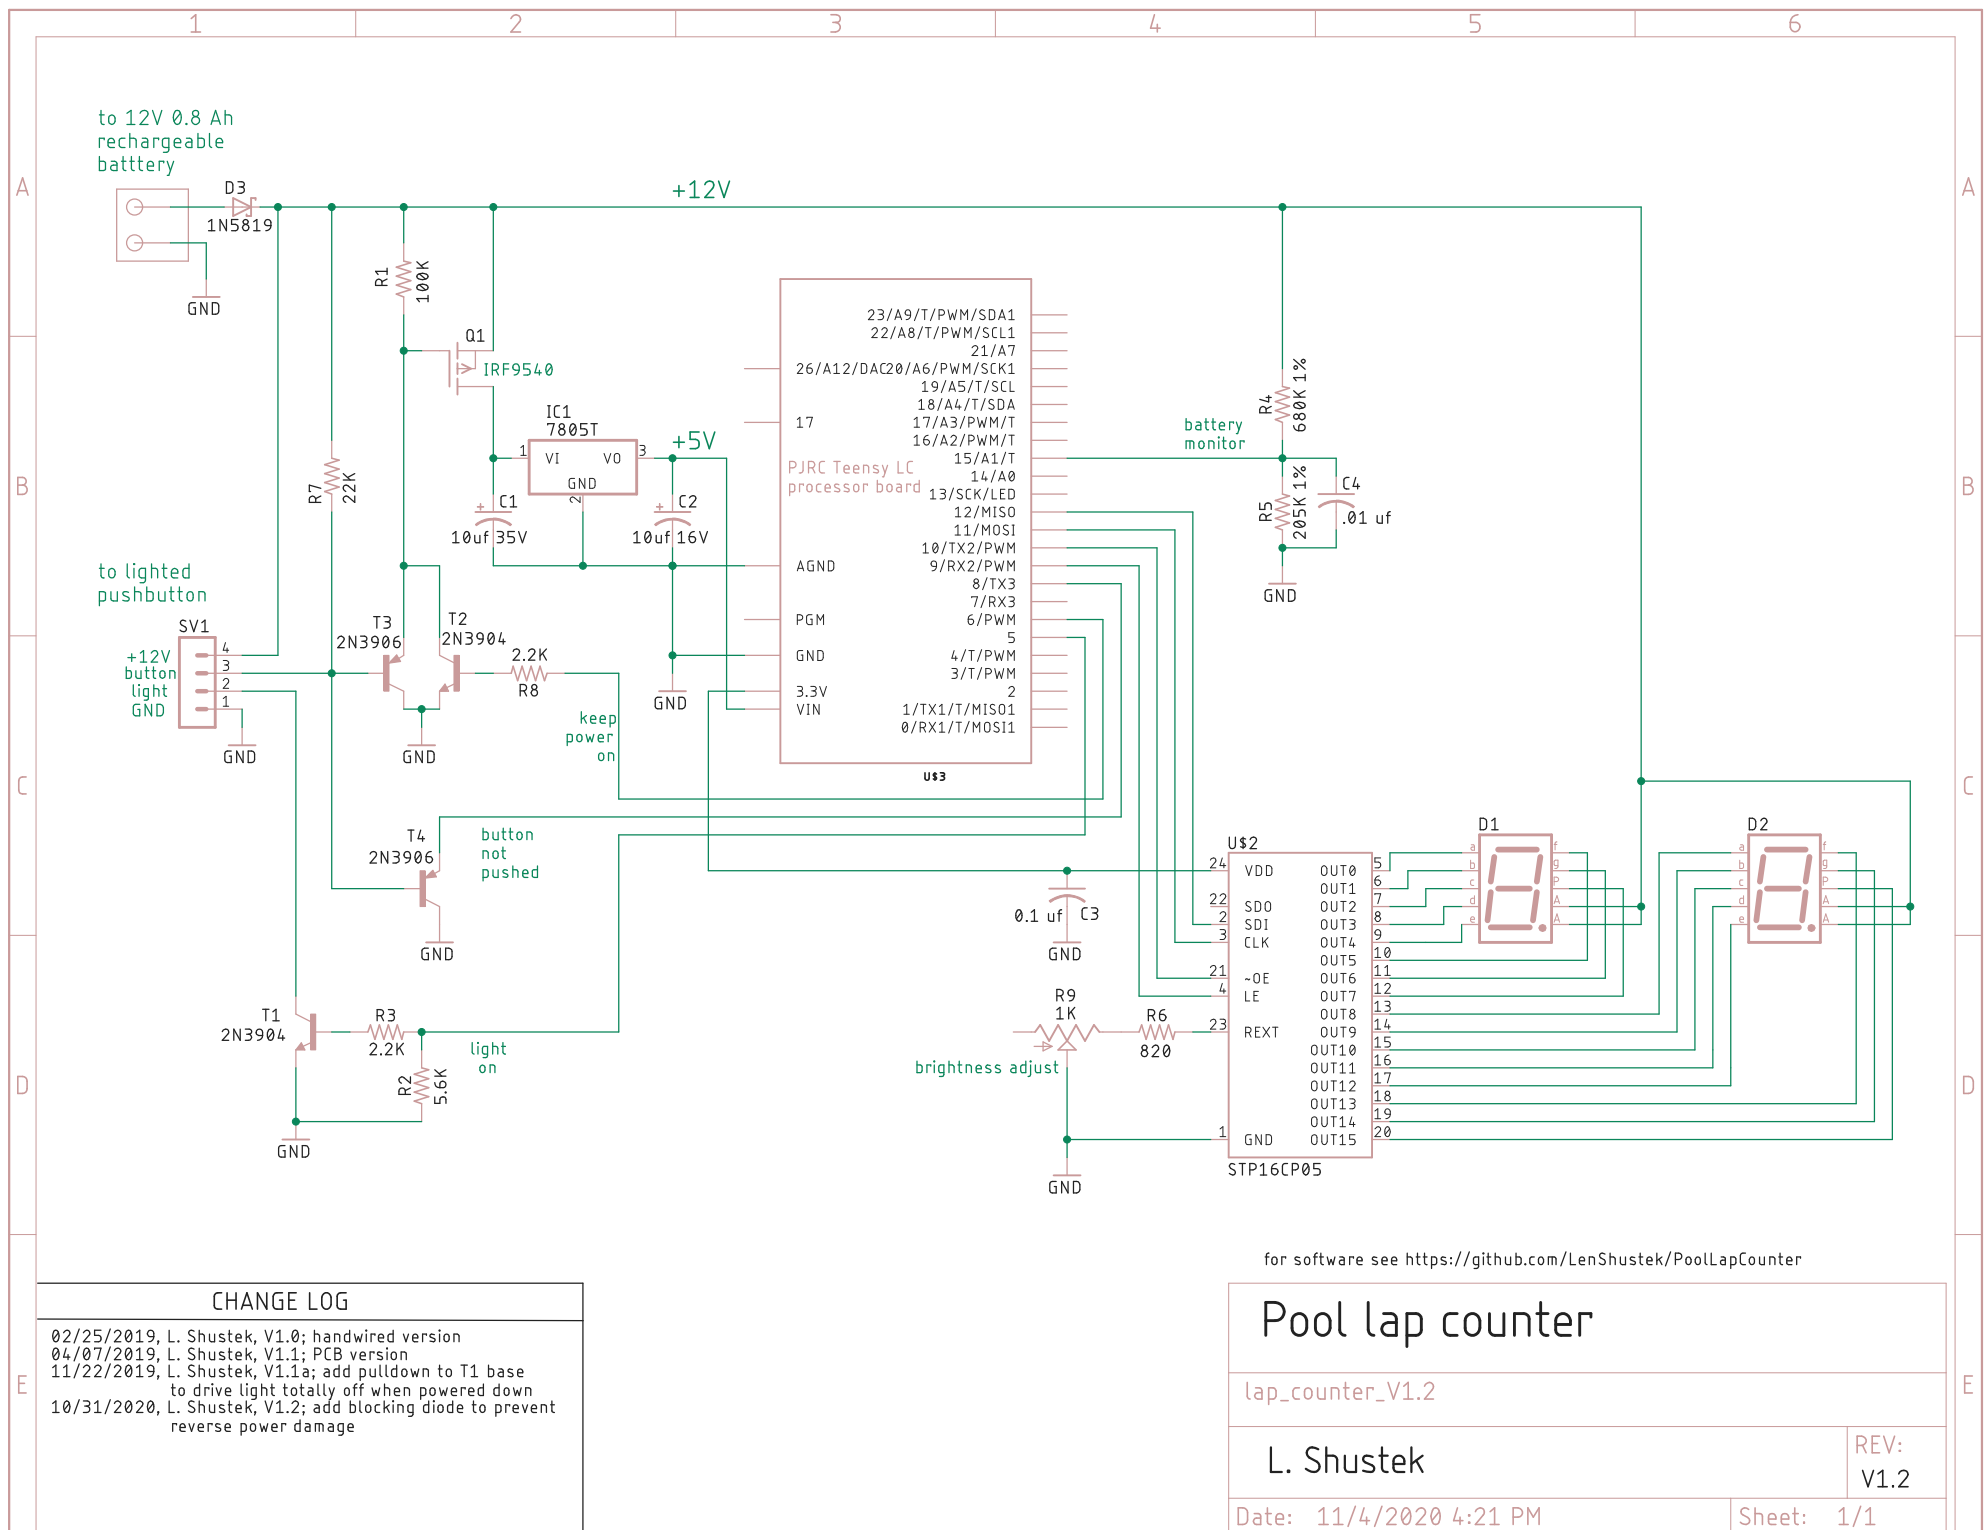 1 2 3 4 5 6
to 12V 0.8 Ah
rechargeable
batttery
A
A
D3
1N5819
GND
+12V
R1
100K
Q1
IRF9540
IC1
7805T
1
VI
VO
3
GND
2
+5V
C1
10uf 35V
C2
10uf 16V
B
B
R7
22K
23/A9/T/PWM/SDA1
22/A8/T/PWM/SCL1
21/A7
26/A12/DAC
20/A6/PWM/SCK1
19/A5/T/SCL
18/A4/T/SDA
17
17/A3/PWM/T
16/A2/PWM/T
15/A1/T
PJRC Teensy LC
processor board
14/A0
13/SCK/LED
12/MISO
11/MOSI
10/TX2/PWM
AGND
9/RX2/PWM
8/TX3
7/RX3
PGM
6/PWM
5
GND
4/T/PWM
3/T/PWM
3.3V
2
VIN
1/TX1/T/MISO1
0/RX1/T/MOSI1
U$3
battery
monitor
R4
680K 1%
R5
205K 1%
C4
.01 uf
GND
to lighted
pushbutton
SV1
+12V
button
light
GND
4
3
2
1
GND
T3
2N3906
T2
2N3904
2.2K
R8
GND
GND
keep
power
on
C
C
T4
2N3906
button
not
pushed
GND
T1
2N3904
R3
2.2K
light
on
R2
5.6K
GND
0.1 uf
C3
GND
R9
1K
R6
820
brightness adjust
GND
U$2
24 VDD OUT0 5
OUT1 6
22 SDO OUT2 7
2 SDI OUT3 8
3 CLK OUT4 9
OUT5 10
21 ~OE OUT6 11
4 LE OUT7 12
OUT8 13
23 REXT OUT9 14
OUT10 15
OUT11 16
OUT12 17
OUT13 18
OUT14 19
1 GND OUT15 20
STP16CP05
D1
a f
b g
c P
d A
e A
D2
a f
b g
c P
d A
e A
D
D
for software see https://github.com/LenShustek/PoolLapCounter
E
E
CHANGE LOG
02/25/2019, L. Shustek, V1.0; handwired version
04/07/2019, L. Shustek, V1.1; PCB version
11/22/2019, L. Shustek, V1.1a; add pulldown to T1 base
to drive light totally off when powered down
10/31/2020, L. Shustek, V1.2; add blocking diode to prevent
reverse power damage
Pool lap counter
lap_counter_V1.2
L. Shustek
REV:
V1.2
Date: 11/4/2020 4:21 PM
Sheet: 1/1